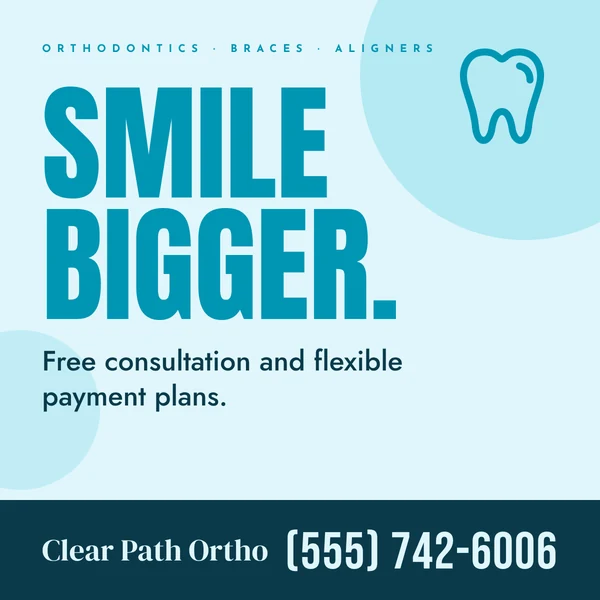 ORTHODONTICS · BRACES · ALIGNERS
SMILE
BIGGER.
Free consultation and flexible
payment plans.
Clear Path Ortho (555) 742-6006